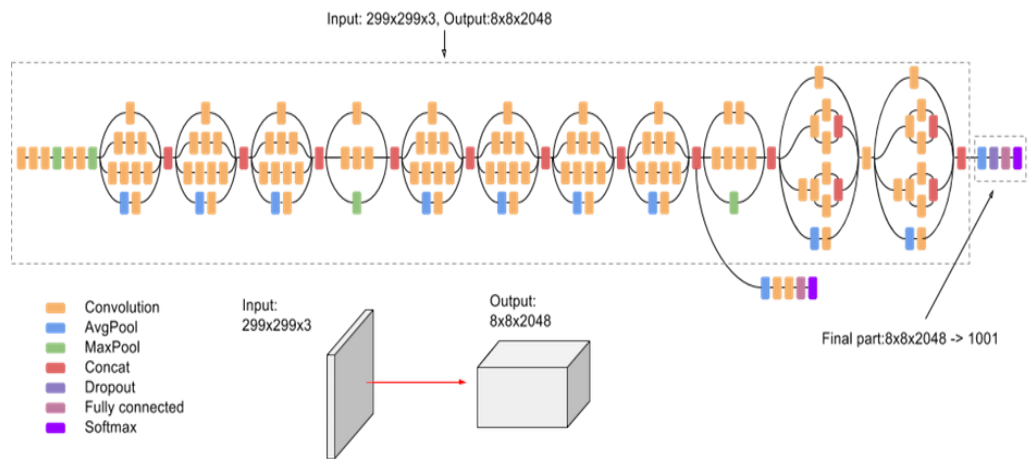 Input: 299x299x3, Output:8x8x2048
Final part:8x8x2048 -> 1001
Convolution
AvgPool
MaxPool
Concat
Dropout
Fully connected
Softmax
Input:
299x299x3
Output:
8x8x2048